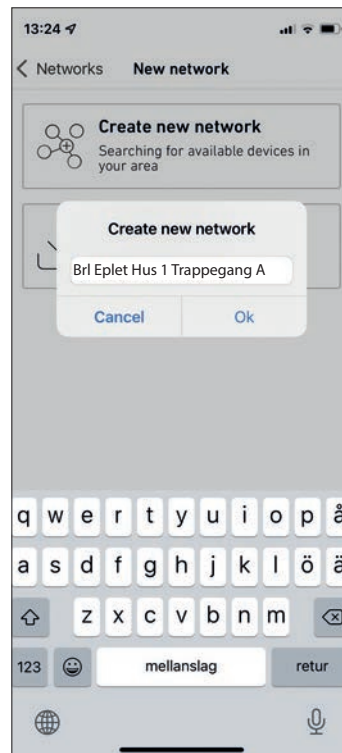 13:24
Networks New network
Create new network
Searching for available devices in
your area
Create new network
Brl Eplet Hus 1 Trappegang A
Cancel Ok
q w e r t y u i o p å
a s d f g h j k l ö ä
z x c v b n m
123 mellanslag retur